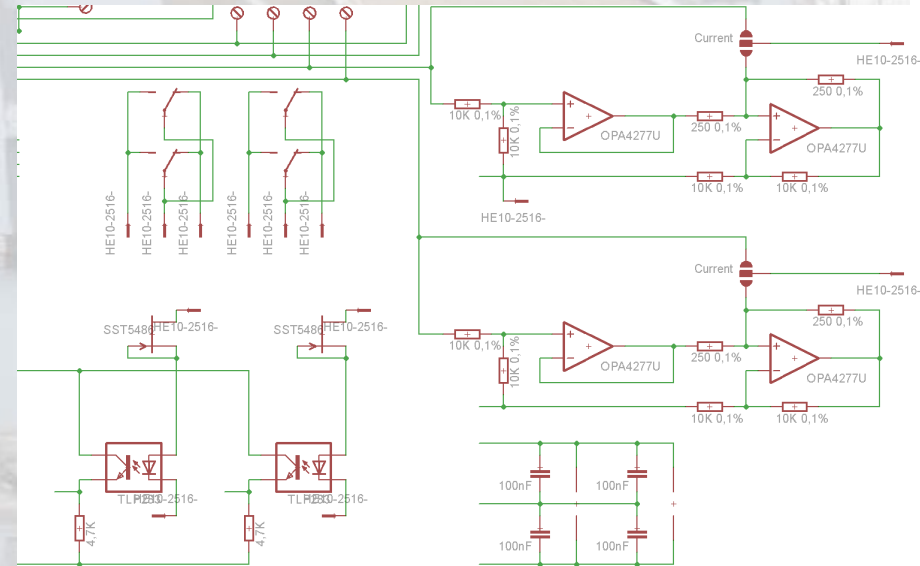 Current
HE10-2516-
250 0,1%
10K 0,1%
10K 0,1%
OPA4277U
250 0,1%
OPA4277U
10K 0,1%
10K 0,1%
HE10-2516-
HE10-2516-
HE10-2516-
HE10-2516-
HE10-2516-
HE10-2516-
HE10-2516-
HE10-2516-
Current
HE10-2516-
250 0,1%
SST5486
HE10-2516-
SST5486
HE10-2516-
10K 0,1%
10K 0,1%
OPA4277U
250 0,1%
OPA4277U
10K 0,1%
10K 0,1%
HE10-2516-
HE10-2516-
4,7K
4,7K
100nF
100nF
100nF
100nF